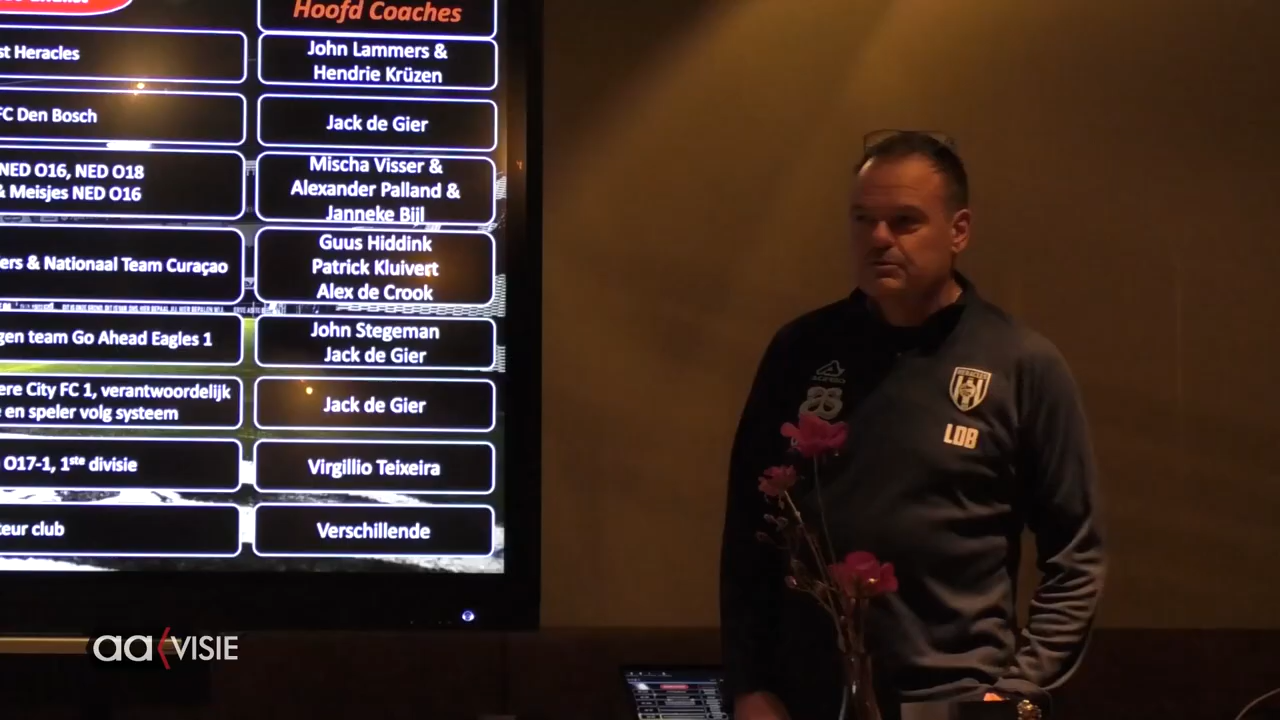 Hoofd Coaches
st Heracles
John Lammers &
Hendrie Krüzen
FC Den Bosch
Jack de Gier
NED O16, NED O18
& Meisjes NED O16
Mischa Visser &
Alexander Palland &
Janneke Bijl
ers & Nationaal Team Curaçao
Guus Hiddink
Patrick Kluivert
Alex de Crook
gen team Go Ahead Eagles 1
John Stegeman
Jack de Gier
ere City FC 1, verantwoordelijk
e en speler volg systeem
Jack de Gier
O17-1, 1ste divisie
Virgillio Teixeira
teur club
Verschillende
ACERBIS
HERACLES
LDB
aa VISIE